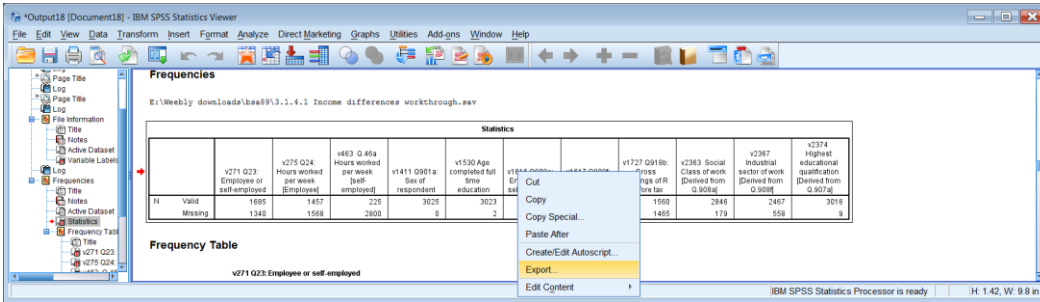 *Output18 [Document18] - IBM SPSS Statistics Viewer
File Edit View Data Transform Insert Format Analyze Direct Marketing Graphs Utilities Add-ons Window Help
Log
Page Title
Log
Page Title
Log
File Information
Title
Notes
Active Dataset
Variable Labels
Log
Frequencies
Title
Notes
Active Dataset
Statistics
Frequency Tabl
Title
v271 Q23:
v275 Q24:
Frequencies
E:\Weebly downloads\bsa89\3.1.4.1 Income differences workthrough.sav
Statistics
v271 Q23: Employee or self-employed
v275 Q24: Hours worked per week [Employee]
v463 Q.46a Hours worked per week [self-employed]
v1411 Q901a: Sex of respondent
v1530 Age completed full time education
v1727 Q918b: Gross
ings of R
ore tax
v2363 Social Class of work [Derived from Q.908a]
v2367 Industrial sector of work [Derived from Q.908f]
v2374 Highest educational qualification [Derived from Q.907a]
N Valid 1685 1457 225 3025 3023 1560 2846 2467 3016
Missing 1340 1568 2800 0 2 1465 179 558 9
Cut
Copy
Copy Special...
Paste After
Create/Edit Autoscript...
Export...
Edit Content
Frequency Table
v271 Q23: Employee or self-employed
IBM SPSS Statistics Processor is ready
H: 1.42, W: 9.8 in